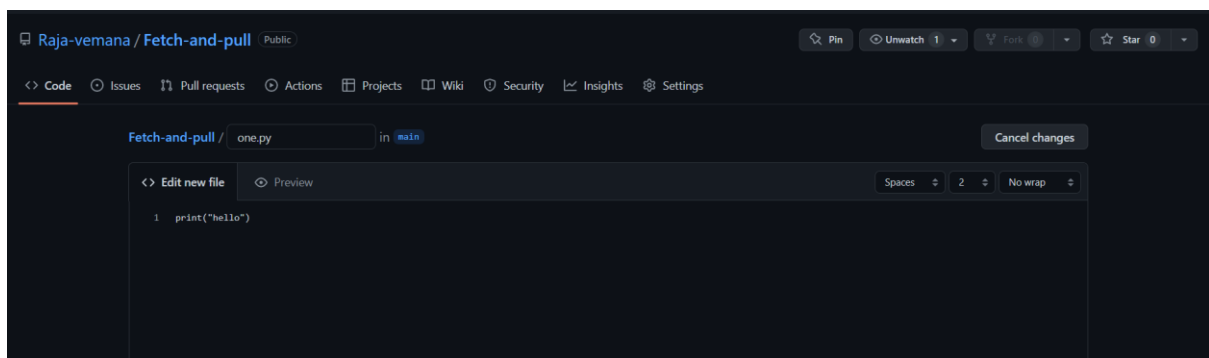 Raja-vemana / Fetch-and-pull Public Pin Unwatch 1 Fork 0 Star 0
<> Code Issues Pull requests Actions Projects Wiki Security Insights Settings
Fetch-and-pull / one.py in main Cancel changes
<> Edit new file Preview Spaces 2 No wrap
1 print("hello")